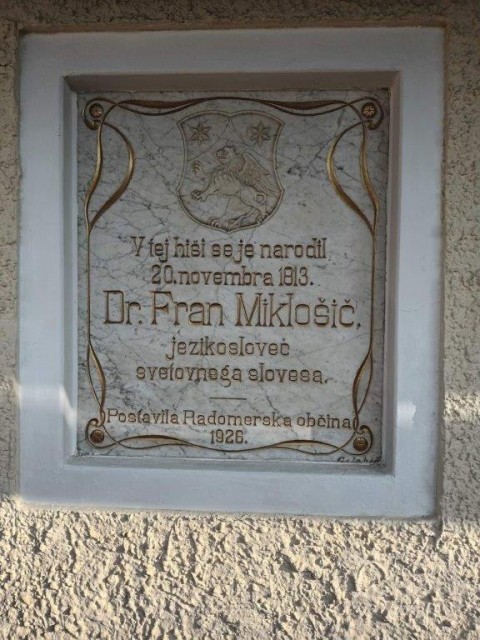 V tej hiši se je narodil
20. novembra 1813.
Dr. Fran Miklošič,
jezikoslovec
svetovnega slovesa.
Postavila Radomerska občina
1926.